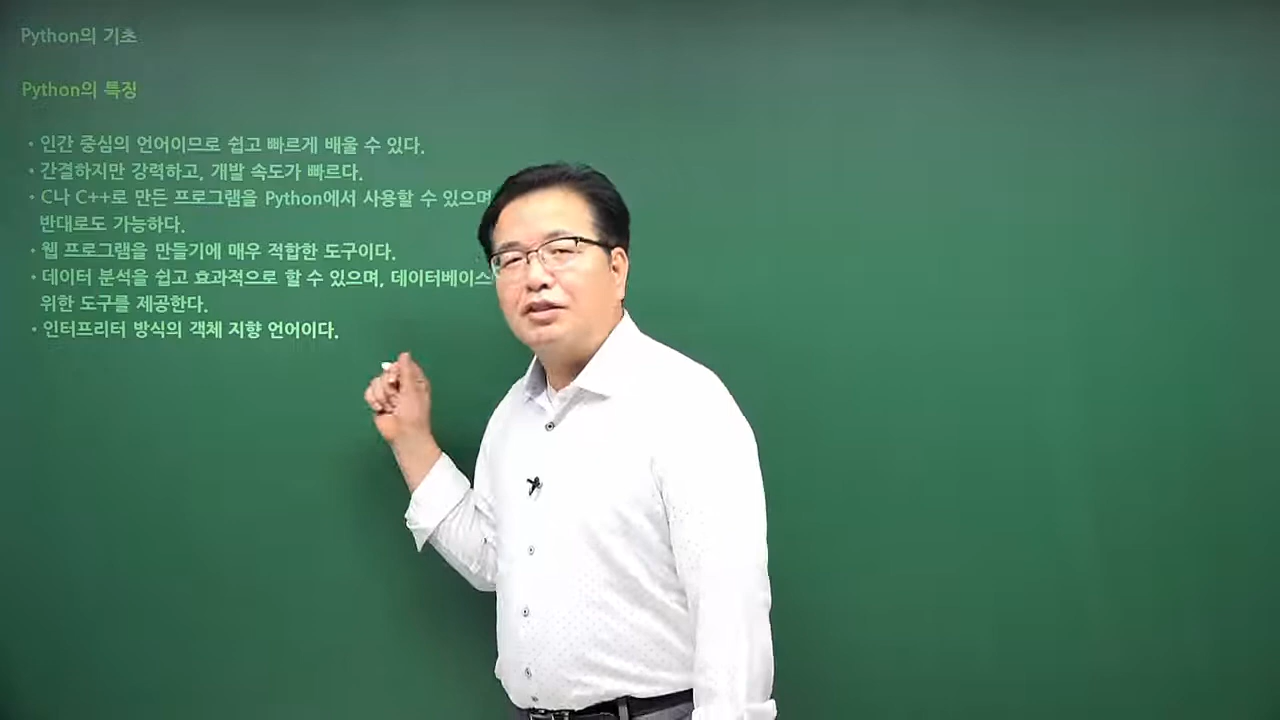 Python의 기초
Python의 특징
• 인간 중심의 언어이므로 쉽고 빠르게 배울 수 있다.
• 간결하지만 강력하고, 개발 속도가 빠르다.
• C나 C++로 만든 프로그램을 Python에서 사용할 수 있으며
반대로도 가능하다.
• 웹 프로그램을 만들기에 매우 적합한 도구이다.
• 데이터 분석을 쉽고 효과적으로 할 수 있으며, 데이터베이스
위한 도구를 제공한다.
• 인터프리터 방식의 객체 지향 언어이다.